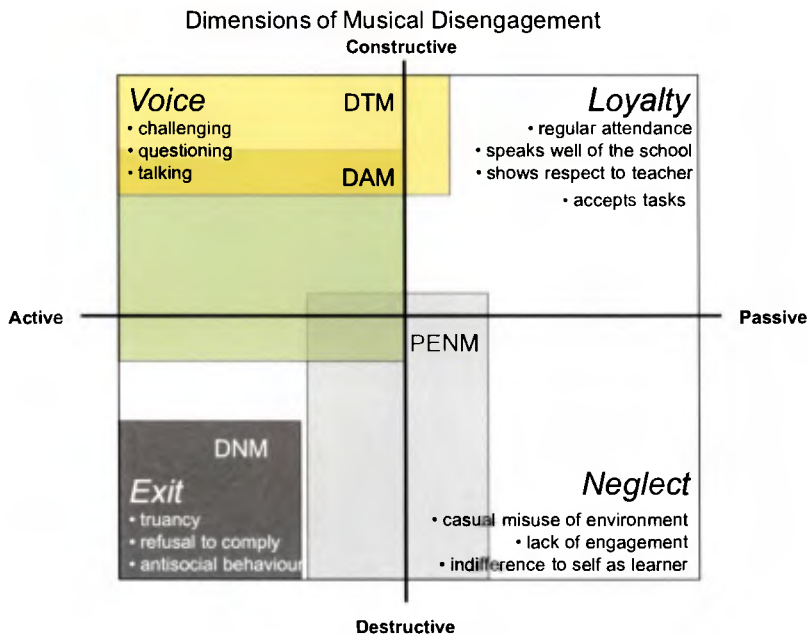 Dimensions of Musical Disengagement
Constructive
Voice
• challenging
• questioning
• talking
DTM
DAM
Loyalty
• regular attendance
• speaks well of the school
• shows respect to teacher
• accepts tasks
Active
Passive
PENM
DNM
Exit
• truancy
• refusal to comply
• antisocial behaviour
Neglect
• casual misuse of environment
• lack of engagement
• indifference to self as learner
Destructive